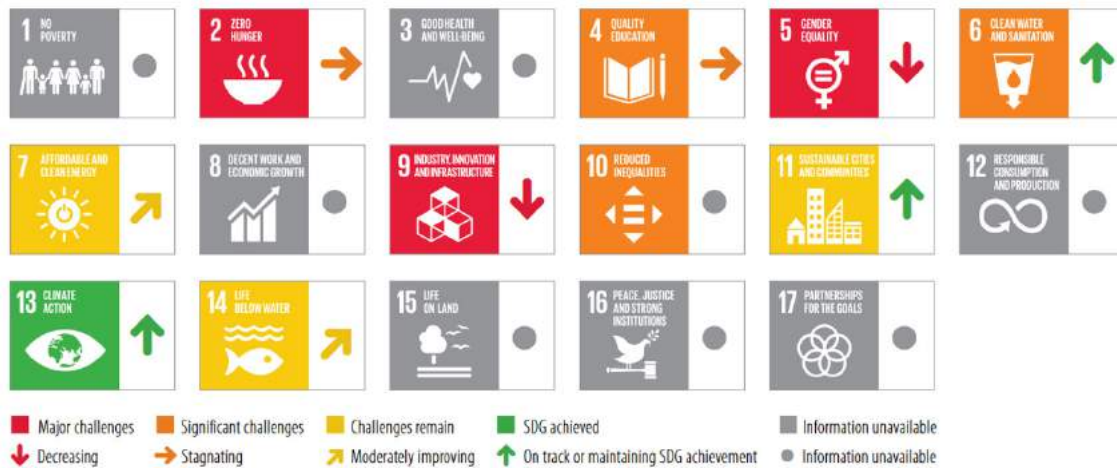 1 NO
POVERTY
2 ZERO
HUNGER
3 GOOD HEALTH
AND WELL-BEING
4 QUALITY
EDUCATION
5 GENDER
EQUALITY
6 CLEAN WATER
AND SANITATION
7 AFFORDABLE AND
CLEAN ENERGY
8 DECENT WORK AND
ECONOMIC GROWTH
9 INDUSTRY, INNOVATION
AND INFRASTRUCTURE
10 REDUCED
INEQUALITIES
11 SUSTAINABLE CITIES
AND COMMUNITIES
12 RESPONSIBLE
CONSUMPTION
AND PRODUCTION
13 CLIMATE
ACTION
14 LIFE
BELOW WATER
15 LIFE
ON LAND
16 PEACE, JUSTICE
AND STRONG
INSTITUTIONS
17 PARTNERSHIPS
FOR THE GOALS
Major challenges Significant challenges Challenges remain SDG achieved Information unavailable
Decreasing Stagnating Moderately improving On track or maintaining SDG achievement Information unavailable